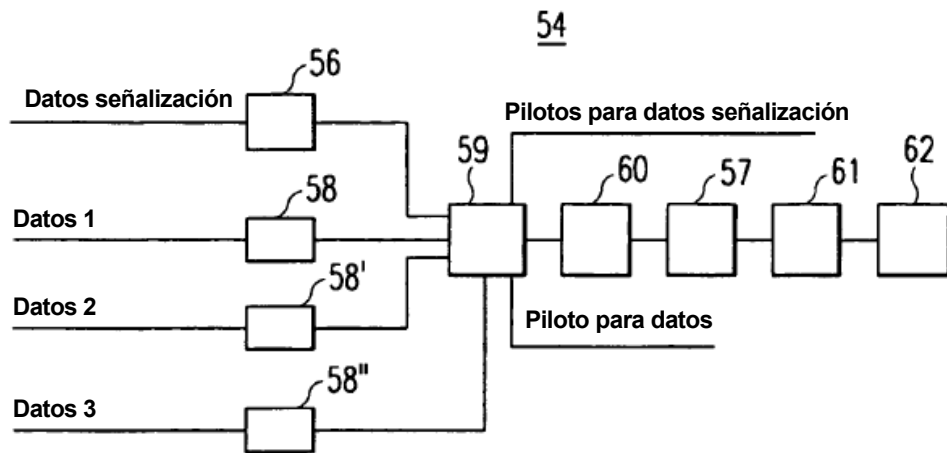 54
56
Datos señalización
Pilotos para datos señalización
59
60
57
61
62
58
Datos 1
58'
Datos 2
Piloto para datos
58"
Datos 3